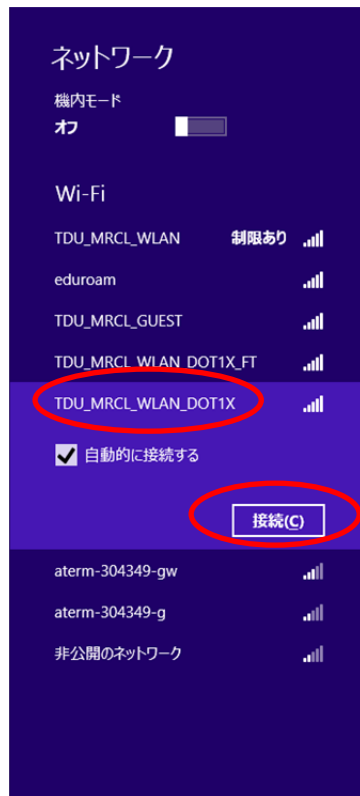 ネットワーク
機内モード
オフ
Wi-Fi
TDU_MRCL_WLAN 制限あり
eduroam
TDU_MRCL_GUEST
TDU_MRCL_WLAN_DOT1X_FT
TDU_MRCL_WLAN_DOT1X
自動的に接続する
接続(C)
aterm-304349-gw
aterm-304349-g
非公開のネットワーク